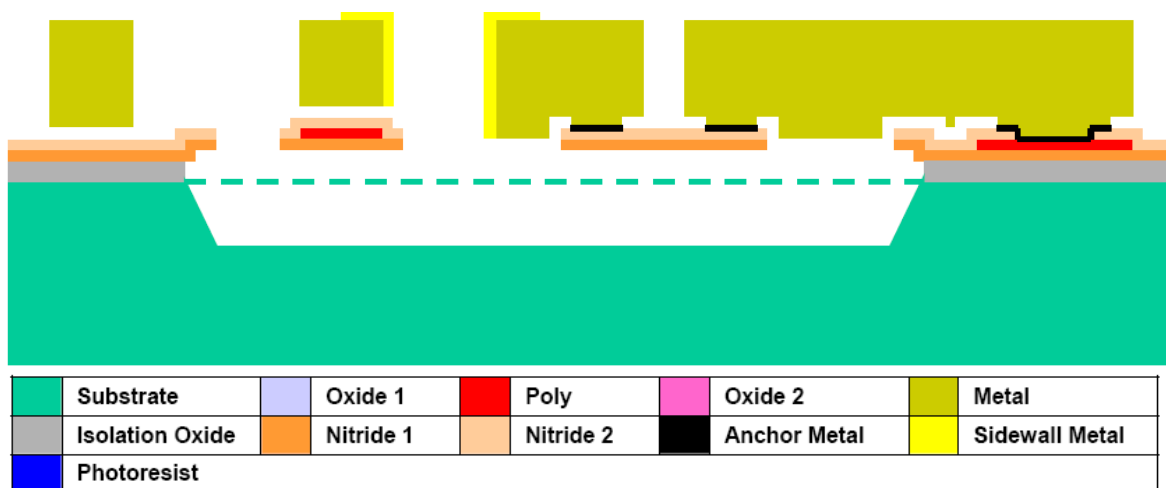 Substrate Oxide 1 Poly Oxide 2 Metal
Isolation Oxide Nitride 1 Nitride 2 Anchor Metal Sidewall Metal
Photoresist